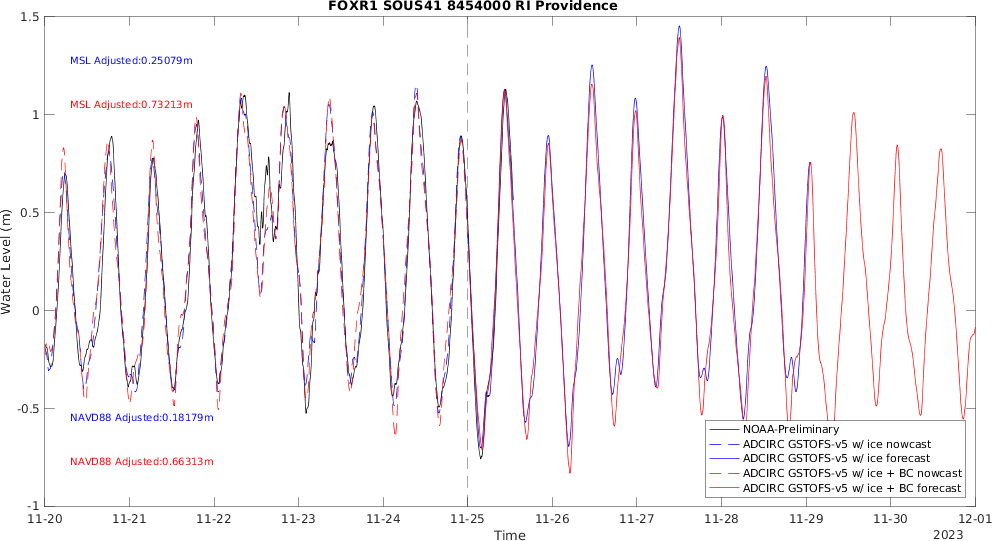 FOXR1 SOUS41 8454000 RI Providence
1.5
1
0.5
0
-0.5
-1
Water Level (m)
MSL Adjusted:0.25079m
MSL Adjusted:0.73213m
NAVD88 Adjusted:0.18179m
NAVD88 Adjusted:0.66313m
NOAA-Preliminary
ADCIRC GSTOFS-v5 w/ ice nowcast
ADCIRC GSTOFS-v5 w/ ice forecast
ADCIRC GSTOFS-v5 w/ ice + BC nowcast
ADCIRC GSTOFS-v5 w/ ice + BC forecast
11-20 11-21 11-22 11-23 11-24 11-25 11-26 11-27 11-28 11-29 11-30 12-01
Time
2023